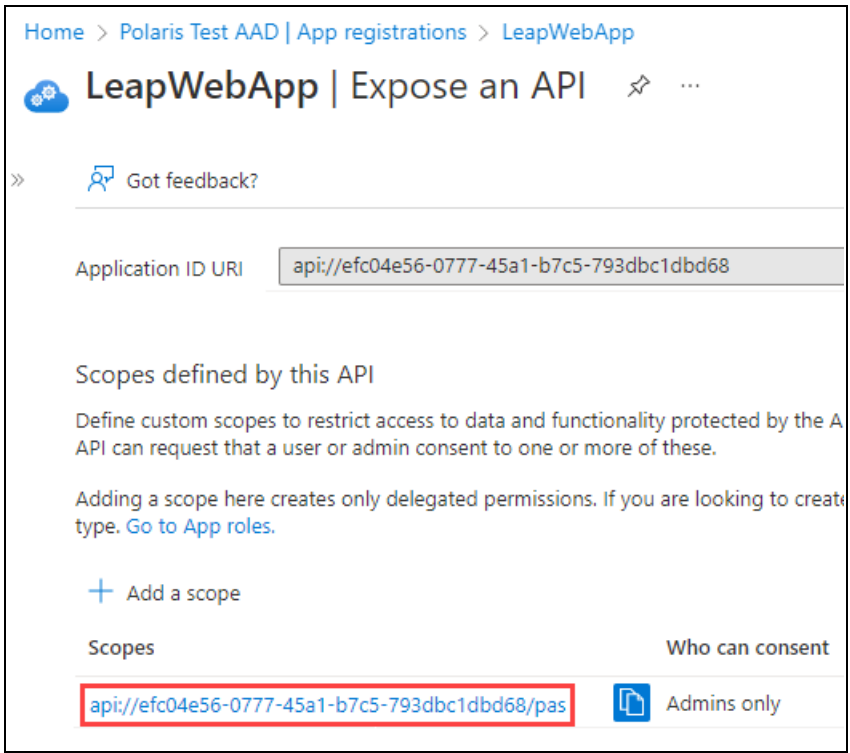 Home > Polaris Test AAD | App registrations > LeapWebApp
LeapWebApp | Expose an API
Got feedback?
Application ID URI api://efc04e56-0777-45a1-b7c5-793dbc1dbd68
Scopes defined by this API
Define custom scopes to restrict access to data and functionality protected by the A
API can request that a user or admin consent to one or more of these.
Adding a scope here creates only delegated permissions. If you are looking to create
type. Go to App roles.
Add a scope
Scopes Who can consent
api://efc04e56-0777-45a1-b7c5-793dbc1dbd68/pas Admins only